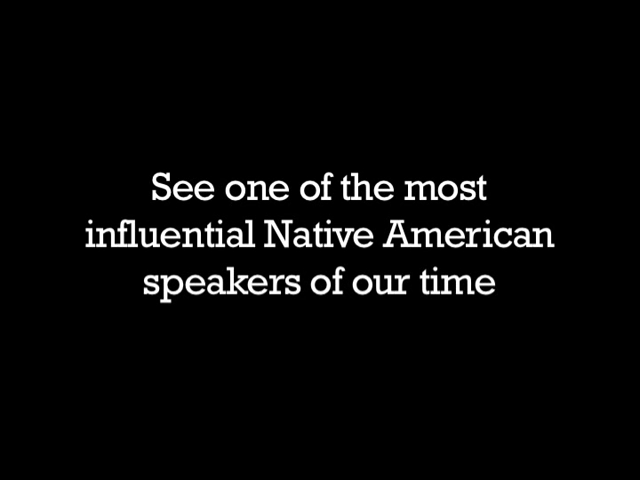 See one of the most
influential Native American
speakers of our time